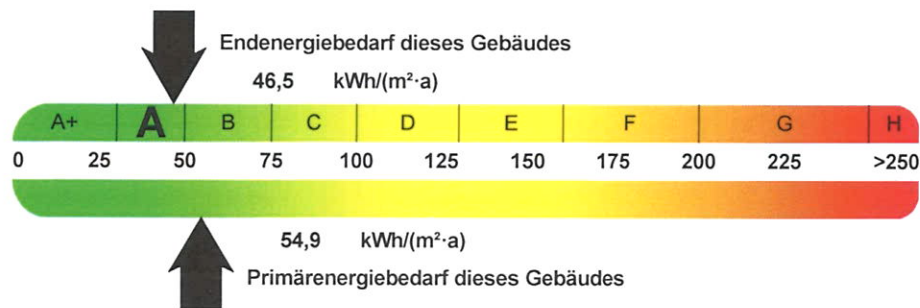 Endenergiebedarf dieses Gebäudes
46,5 kWh/(m²·a)
A+ A B C D E F G H
0 25 50 75 100 125 150 175 200 225 >250
54,9 kWh/(m²·a)
Primärenergiebedarf dieses Gebäudes